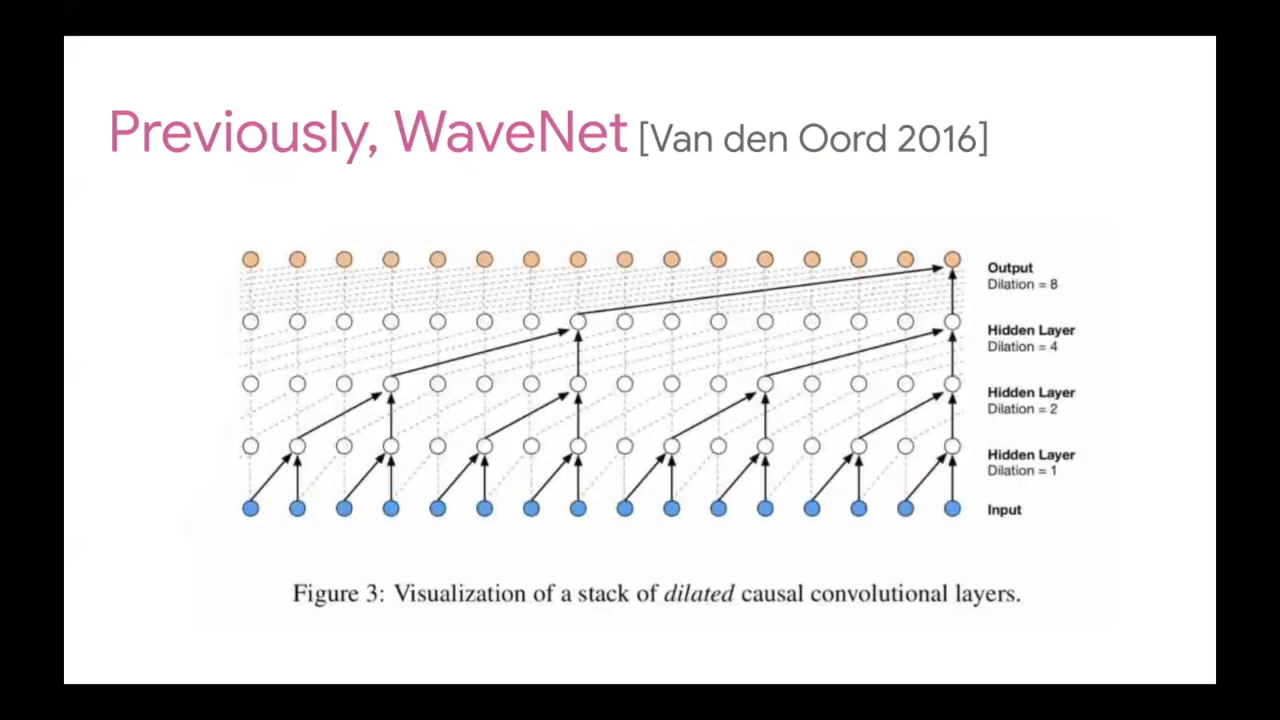 Previously, WaveNet [Van den Oord 2016]
Output
Dilation = 8
Hidden Layer
Dilation = 4
Hidden Layer
Dilation = 2
Hidden Layer
Dilation = 1
Input
Figure 3: Visualization of a stack of dilated causal convolutional layers.